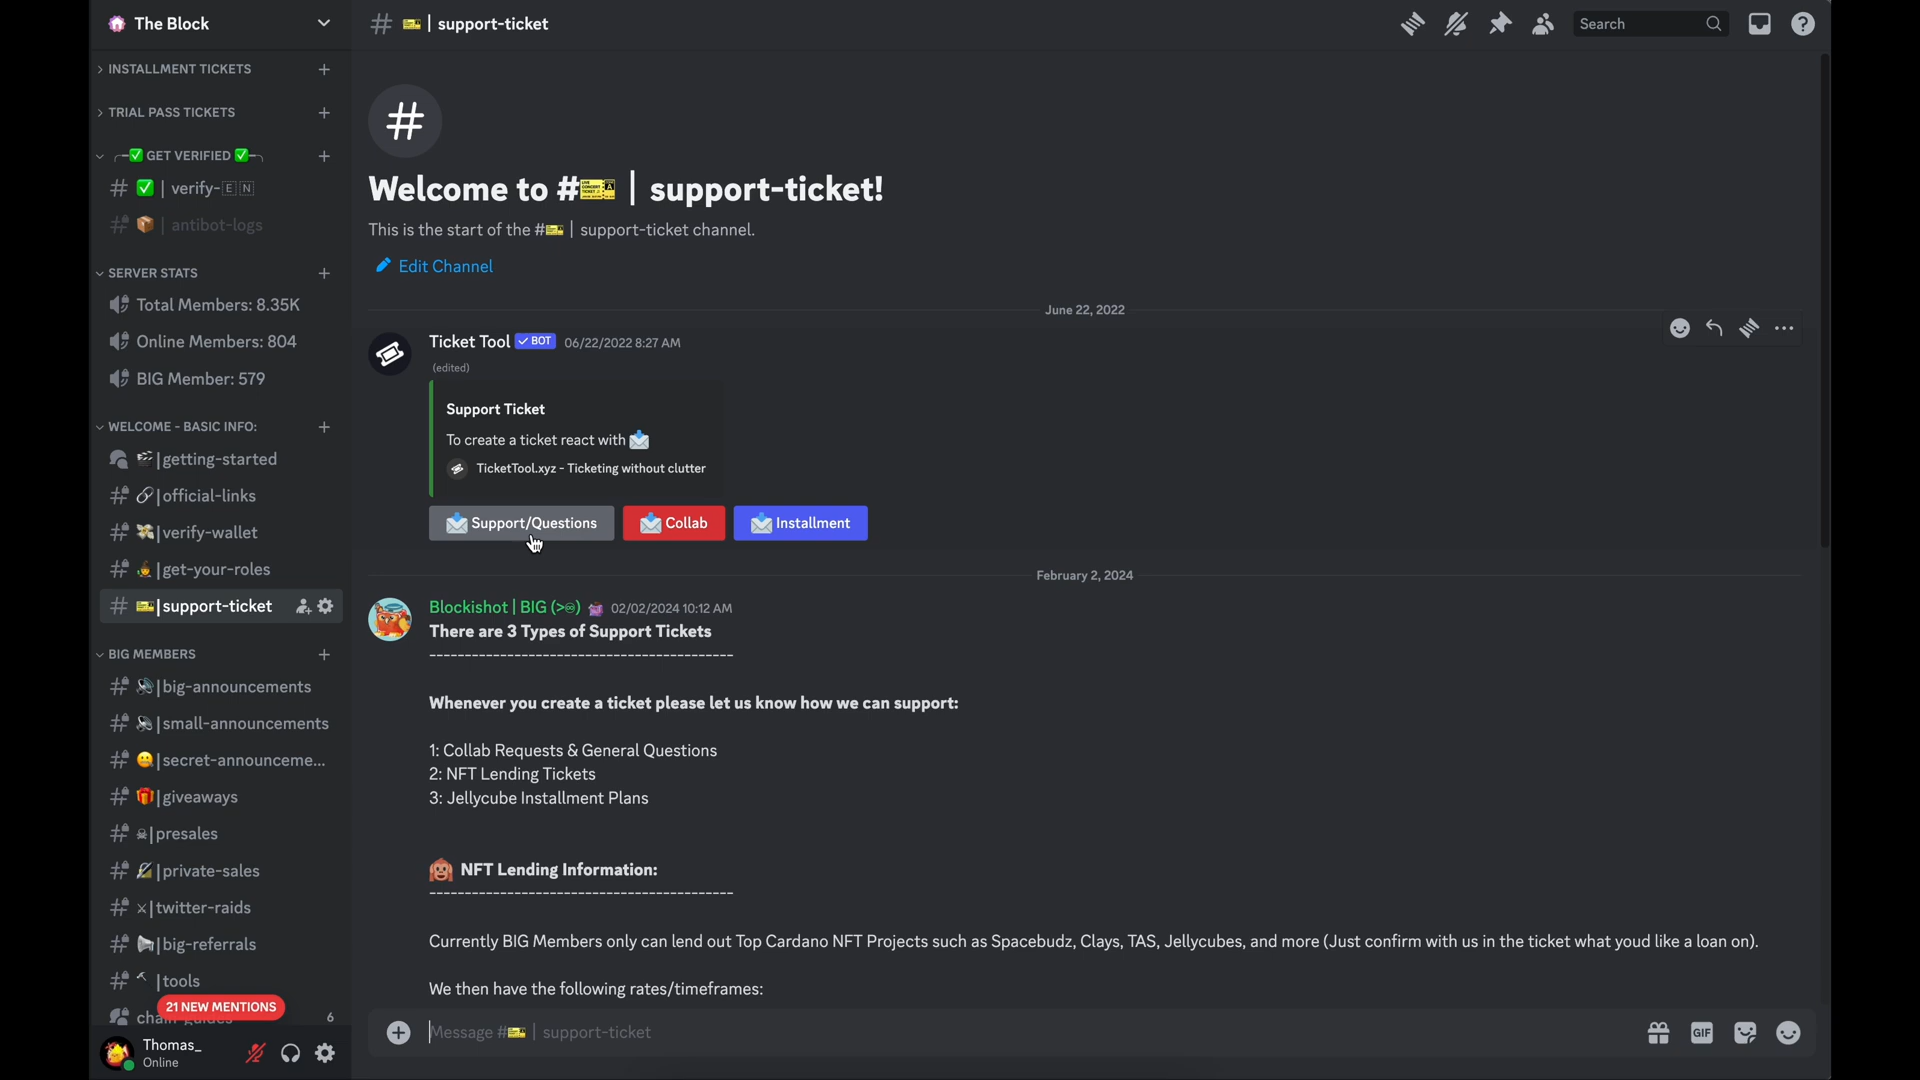 The Block
INSTALLMENT TICKETS
TRIAL PASS TICKETS
✅ GET VERIFIED ✅
✅ | verify-🇪 🇳
📦 | antibot-logs
SERVER STATS
Total Members: 8.35K
Online Members: 804
BIG Member: 579
WELCOME - BASIC INFO:
|getting-started
|official-links
|verify-wallet
|get-your-roles
|support-ticket
BIG MEMBERS
|big-announcements
|small-announcements
|secret-announceme...
|giveaways
|presales
|private-sales
|twitter-raids
|big-referrals
|tools
21 NEW MENTIONS
6
Thomas_
Online
# 🎫 | support-ticket
Search
#
Welcome to #🎫 | support-ticket!
This is the start of the #🎫 | support-ticket channel.
Edit Channel
June 22, 2022
Ticket Tool ✓ BOT 06/22/2022 8:27 AM
(edited)
Support Ticket
To create a ticket react with 📩
TicketTool.xyz - Ticketing without clutter
📩 Support/Questions 📩 Collab 📩 Installment
February 2, 2024
Blockishot | BIG (>♾) 02/02/2024 10:12 AM
There are 3 Types of Support Tickets
-------------------------------------------
Whenever you create a ticket please let us know how we can support:
1: Collab Requests & General Questions
2: NFT Lending Tickets
3: Jellycube Installment Plans
🙉 NFT Lending Information:
-------------------------------------------
Currently BIG Members only can lend out Top Cardano NFT Projects such as Spacebudz, Clays, TAS, Jellycubes, and more (Just confirm with us in the ticket what youd like a loan on).
We then have the following rates/timeframes:
Message #🎫 | support-ticket
GIF